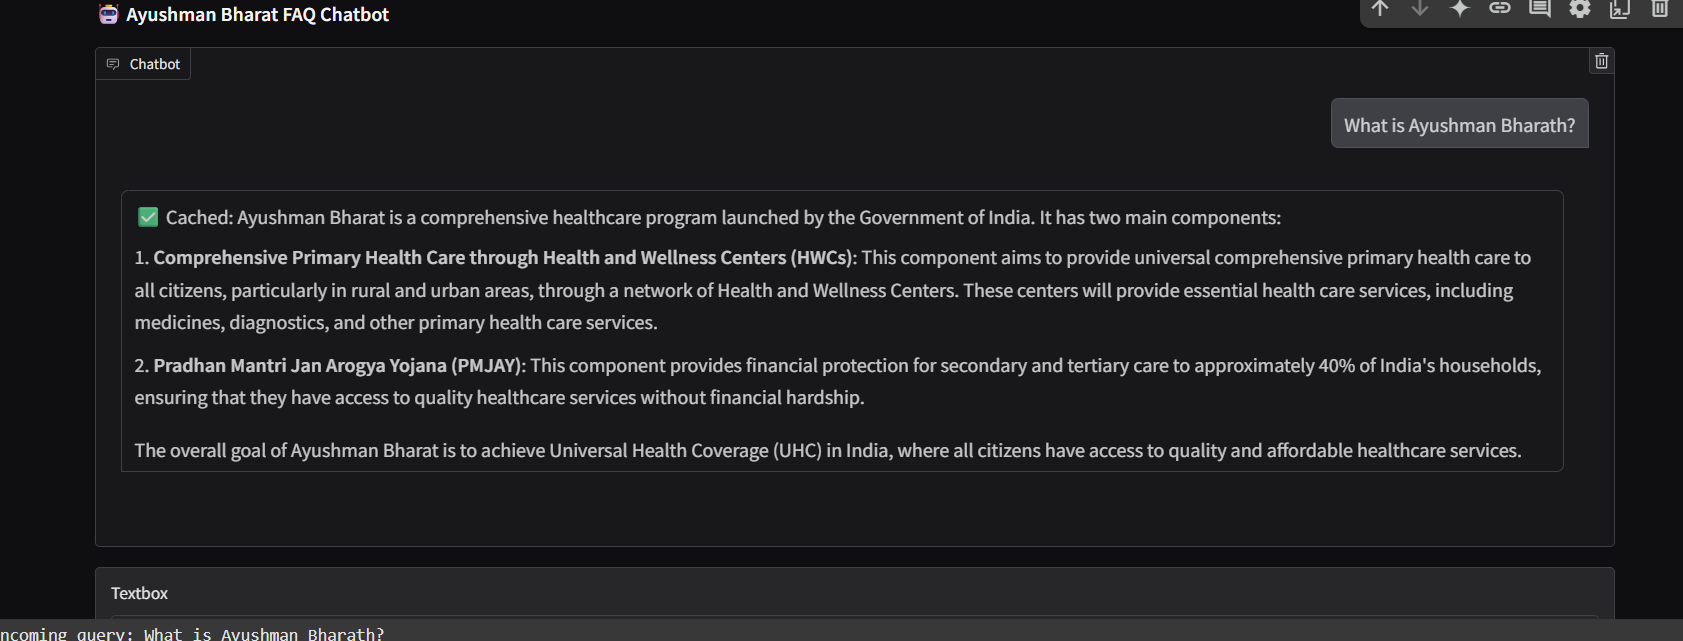 Ayushman Bharat FAQ Chatbot
Chatbot
What is Ayushman Bharath?
Cached: Ayushman Bharat is a comprehensive healthcare program launched by the Government of India. It has two main components:
1. Comprehensive Primary Health Care through Health and Wellness Centers (HWCs): This component aims to provide universal comprehensive primary health care to
all citizens, particularly in rural and urban areas, through a network of Health and Wellness Centers. These centers will provide essential health care services, including
medicines, diagnostics, and other primary health care services.
2. Pradhan Mantri Jan Arogya Yojana (PMJAY): This component provides financial protection for secondary and tertiary care to approximately 40% of India's households,
ensuring that they have access to quality healthcare services without financial hardship.
The overall goal of Ayushman Bharat is to achieve Universal Health Coverage (UHC) in India, where all citizens have access to quality and affordable healthcare services.
Textbox
ncoming query: What is Ayushman Bharath?